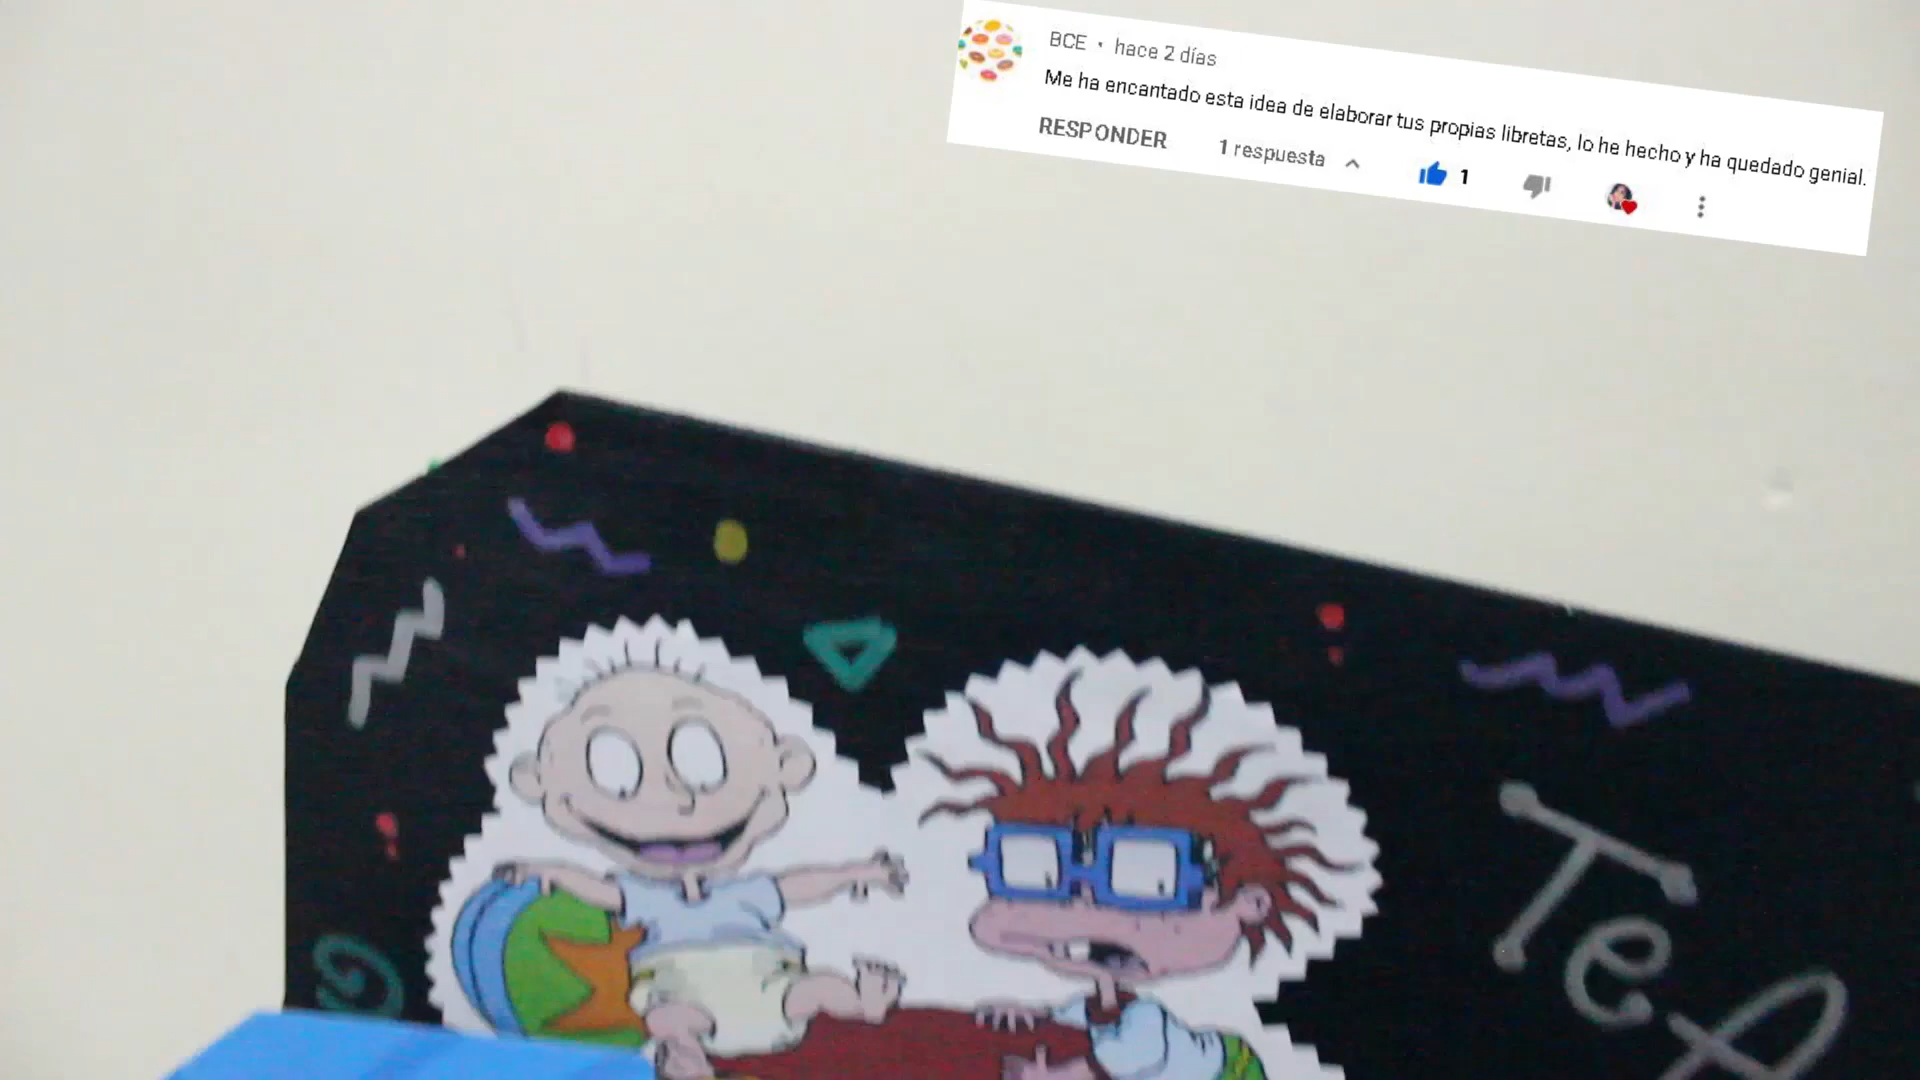 BCE • hace 2 días
Me ha encantado esta idea de elaborar tus propias libretas, lo he hecho y ha quedado genial.
RESPONDER 1 respuesta 1
Te